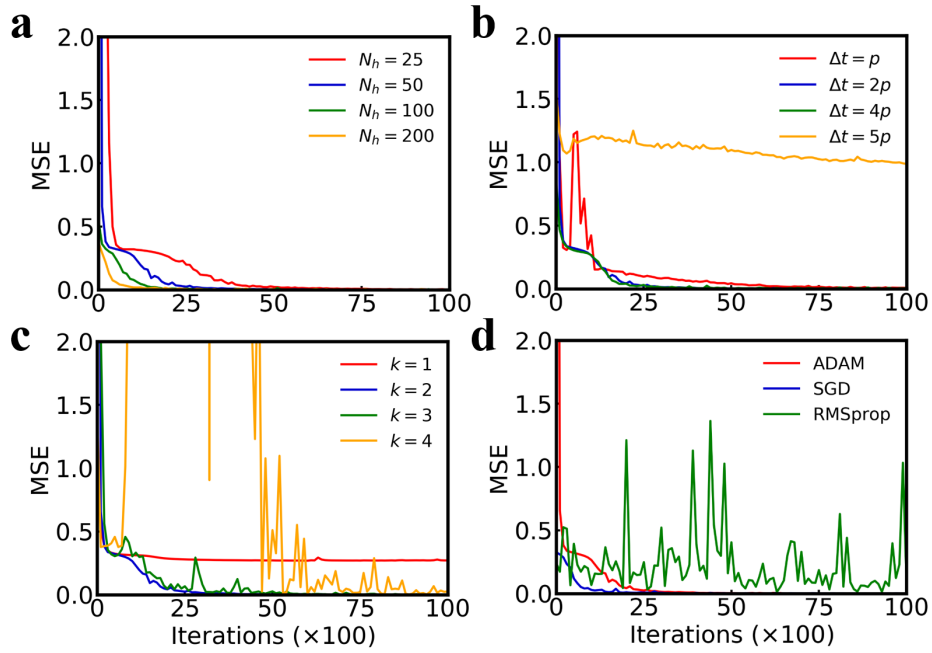 a
2.0
1.5
1.0
0.5
0.0
MSE
0
25
50
75
100
N_h = 25
N_h = 50
N_h = 100
N_h = 200
b
2.0
1.5
1.0
0.5
0.0
MSE
0
25
50
75
100
Δt = p
Δt = 2p
Δt = 4p
Δt = 5p
c
2.0
1.5
1.0
0.5
0.0
MSE
0
25
50
75
100
Iterations (×100)
k = 1
k = 2
k = 3
k = 4
d
2.0
1.5
1.0
0.5
0.0
MSE
0
25
50
75
100
Iterations (×100)
ADAM
SGD
RMSprop